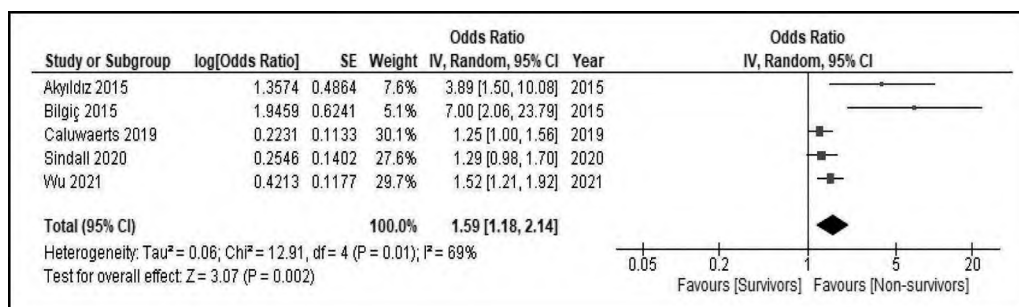 Odds Ratio Odds Ratio
Study or Subgroup log[Odds Ratio] SE Weight IV, Random, 95% CI Year IV, Random, 95% CI
Akyıldız 2015 1.3574 0.4864 7.6% 3.89 [1.50, 10.08] 2015
Bilgiç 2015 1.9459 0.6241 5.1% 7.00 [2.06, 23.79] 2015
Caluwaerts 2019 0.2231 0.1133 30.1% 1.25 [1.00, 1.56] 2019
Sindall 2020 0.2546 0.1402 27.6% 1.29 [0.98, 1.70] 2020
Wu 2021 0.4213 0.1177 29.7% 1.52 [1.21, 1.92] 2021
Total (95% CI) 100.0% 1.59 [1.18, 2.14]
Heterogeneity: Tau² = 0.06; Chi² = 12.91, df = 4 (P = 0.01); I² = 69%
Test for overall effect: Z = 3.07 (P = 0.002)
0.05 0.2 1 5 20
Favours [Survivors] Favours [Non-survivors]